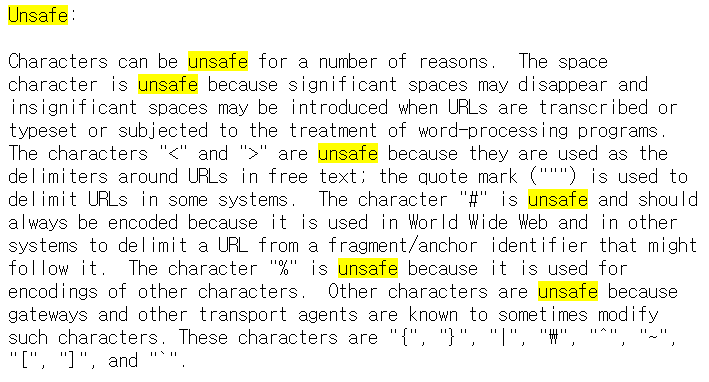 Unsafe:
Characters can be unsafe for a number of reasons.  The space
character is unsafe because significant spaces may disappear and
insignificant spaces may be introduced when URLs are transcribed or
typeset or subjected to the treatment of word-processing programs.
The characters "<" and ">" are unsafe because they are used as the
delimiters around URLs in free text; the quote mark (""") is used to
delimit URLs in some systems.  The character "#" is unsafe and should
always be encoded because it is used in World Wide Web and in other
systems to delimit a URL from a fragment/anchor identifier that might
follow it.  The character "%" is unsafe because it is used for
encodings of other characters.  Other characters are unsafe because
gateways and other transport agents are known to sometimes modify
such characters. These characters are "{", "}", "|", "₩", "^", "~",
"[", "]", and "`".